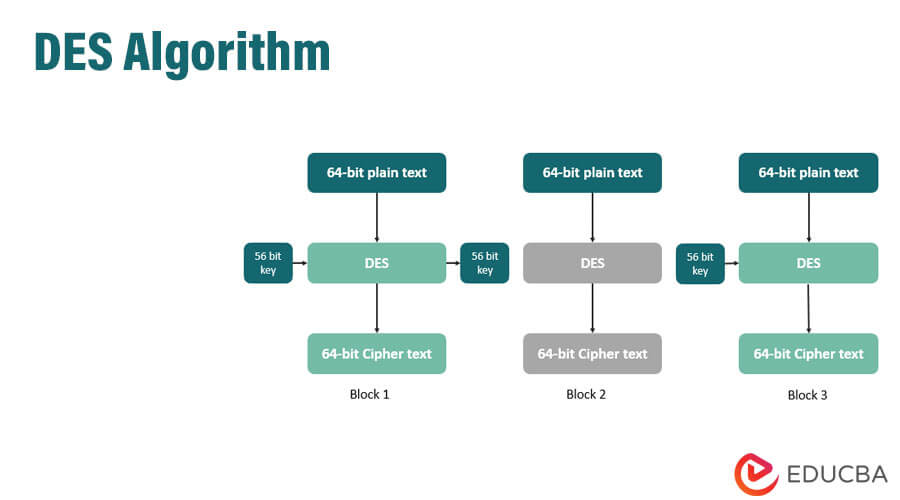 DES Algorithm
64-bit plain text
64-bit plain text
64-bit plain text
56 bit
key
DES
56 bit
key
DES
56 bit
key
DES
64-bit Cipher text
64-bit Cipher text
64-bit Cipher text
Block 1
Block 2
Block 3
EDUCBA